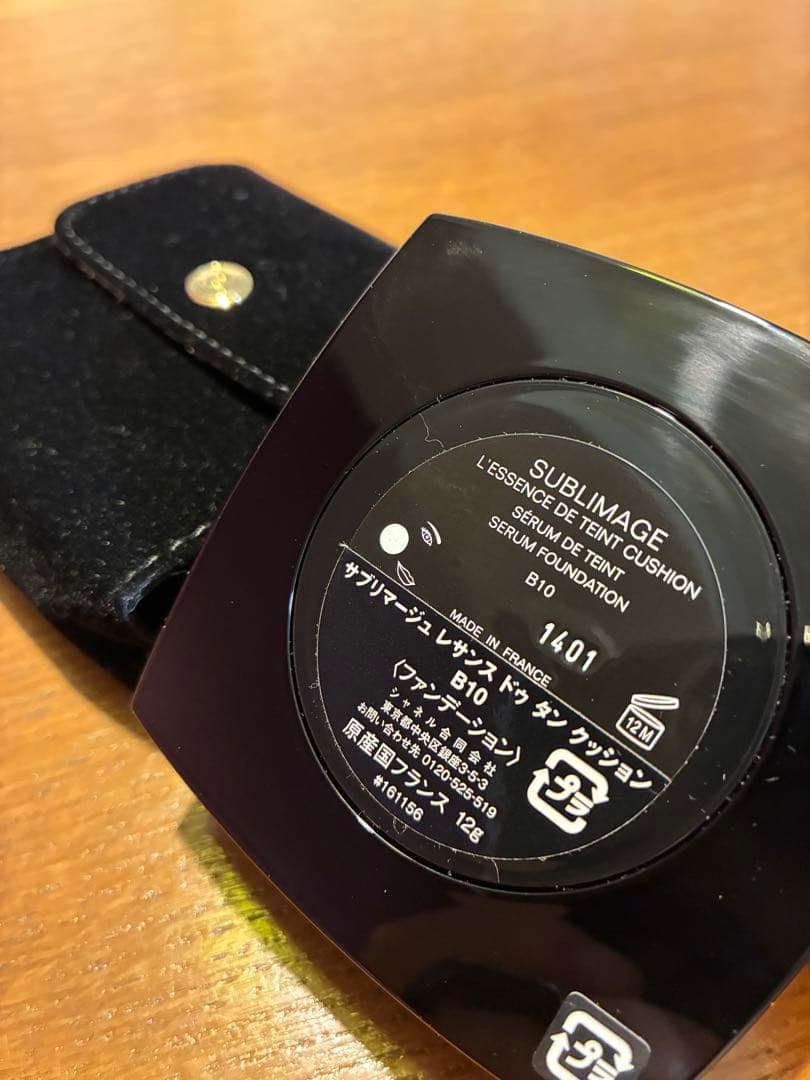 SUBLIMAGE
L'ESSENCE DE TEINT CUSHION
SÉRUM DE TEINT
SERUM FOUNDATION
B10
1401
MADE IN FRANCE
12M
サブリマージュ レサンス ドゥ タン クッション
B10
〈ファンデーション〉
シャネル合同会社
東京都中央区銀座3-5-3
お問い合わせ先 0120-525-519
原産国フランス 12g
#161156
プラ
プラ